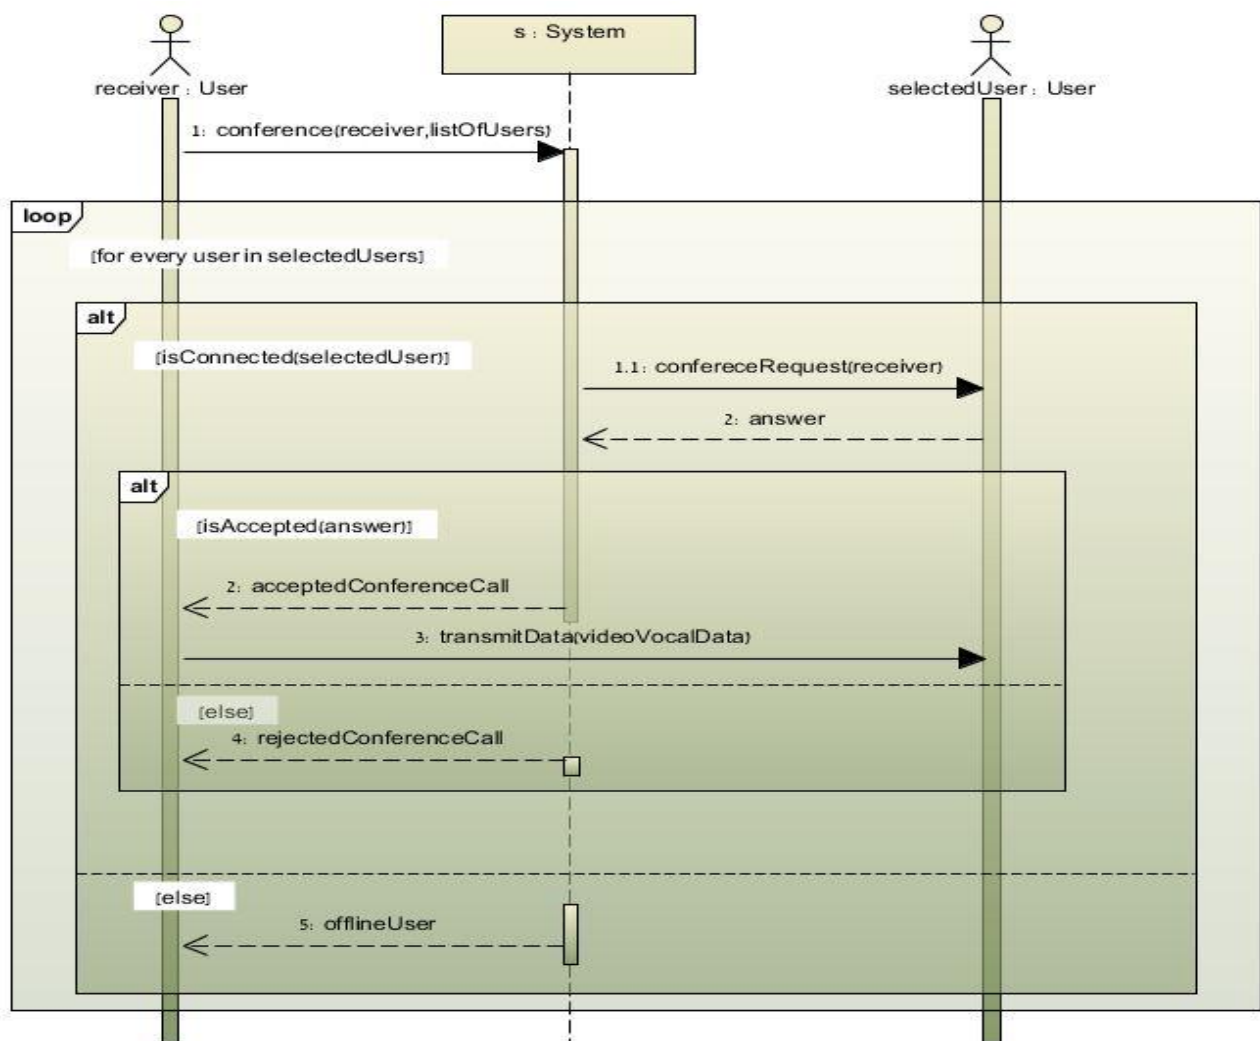 s : System
receiver : User
selectedUser : User
1: conference(receiver,listOfUsers)
loop
[for every user in selectedUsers]
alt
[isConnected(selectedUser)]
1.1: confereceRequest(receiver)
2: answer
alt
[isAccepted(answer)]
2: acceptedConferenceCall
3: transmitData(videoVocalData)
[else]
4: rejectedConferenceCall
[else]
5: offlineUser